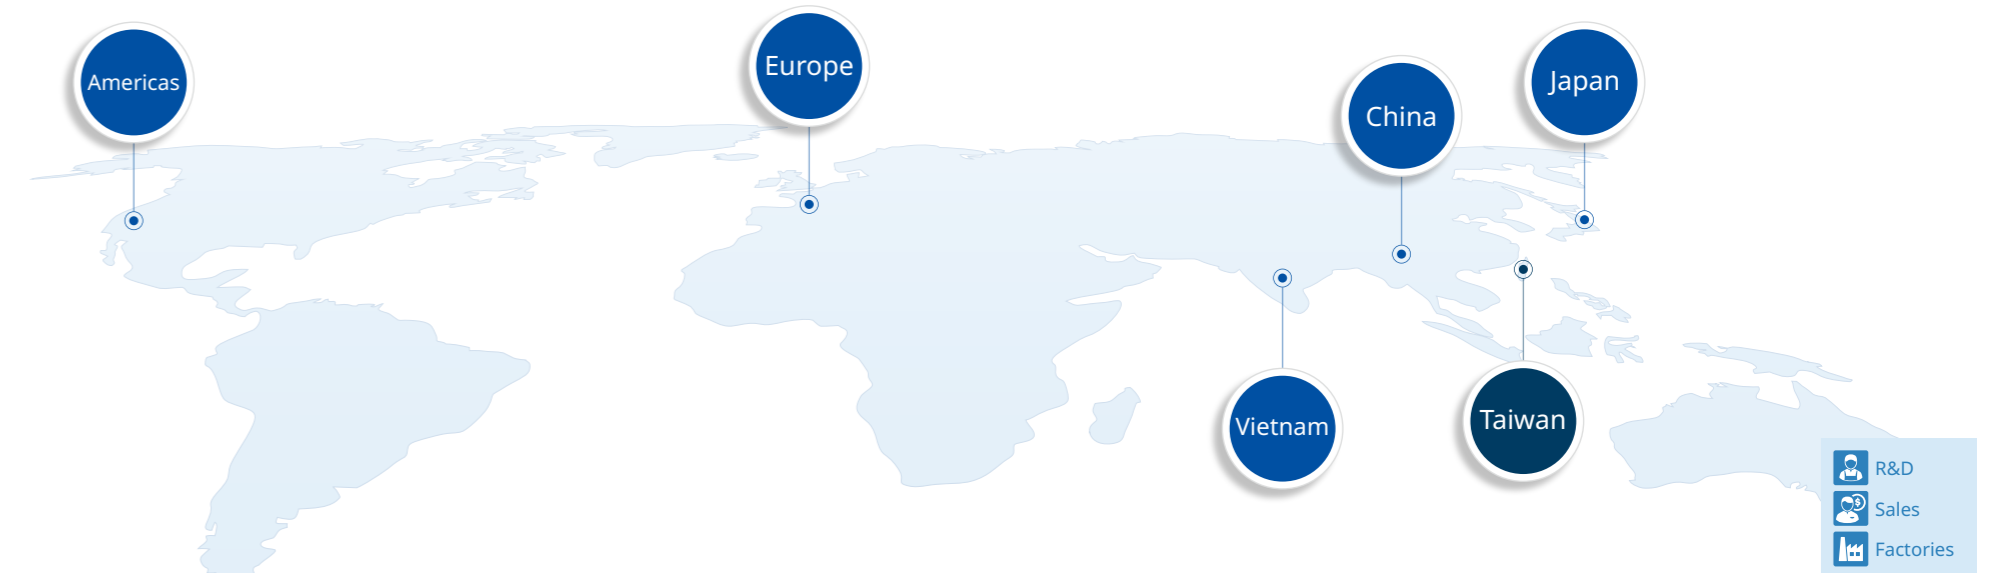 Americas
Europe
China
Japan
Vietnam
Taiwan
R&D
Sales
Factories